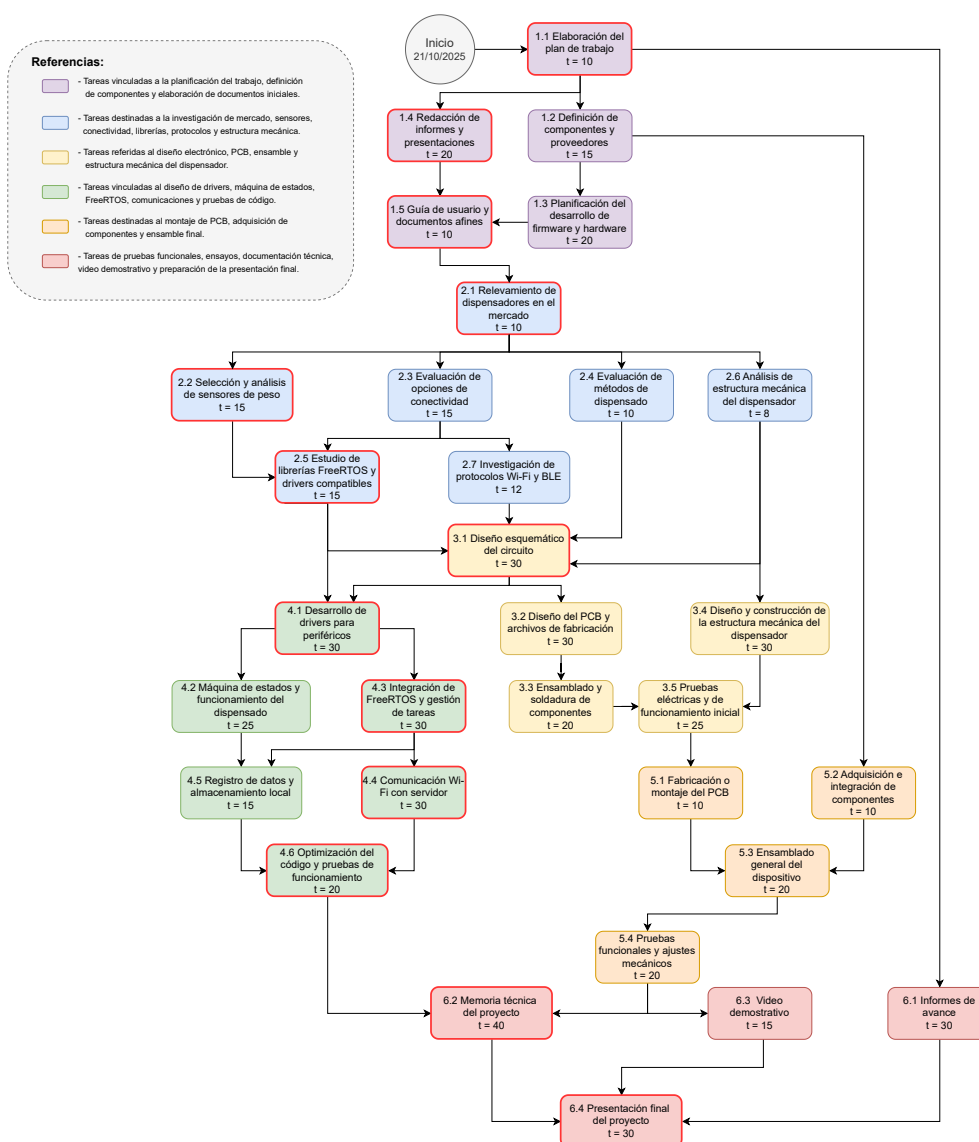 Inicio
21/10/2025
1.1 Elaboración del
plan de trabajo
t = 10
Referencias:
- Tareas vinculadas a la planificación del trabajo, definición
de componentes y elaboración de documentos iniciales.
- Tareas destinadas a la investigación de mercado, sensores,
conectividad, librerías, protocolos y estructura mecánica.
- Tareas referidas al diseño electrónico, PCB, ensamble y
estructura mecánica del dispensador.
- Tareas vinculadas al diseño de drivers, máquina de estados,
FreeRTOS, comunicaciones y pruebas de código.
- Tareas destinadas al montaje de PCB, adquisición de
componentes y ensamble final.
- Tareas de pruebas funcionales, ensayos, documentación técnica,
video demostrativo y preparación de la presentación final.
1.4 Redacción de
informes y
presentaciones
t = 20
1.2 Definición de
componentes y
proveedores
t = 15
1.5 Guía de usuario y
documentos afines
t = 10
1.3 Planificación del
desarrollo de
firmware y hardware
t = 20
2.1 Relevamiento de
dispensadores en el
mercado
t = 10
2.2 Selección y análisis
de sensores de peso
t = 15
2.3 Evaluación de
opciones de
conectividad
t = 15
2.4 Evaluación de
métodos de
dispensado
t = 10
2.6 Análisis de
estructura mecánica
del dispensador
t = 8
2.5 Estudio de
librerías FreeRTOS y
drivers compatibles
t = 15
2.7 Investigación de
protocolos Wi-Fi y BLE
t = 12
3.1 Diseño esquemático
del circuito
t = 30
4.1 Desarrollo de
drivers para
periféricos
t = 30
3.2 Diseño del PCB y
archivos de fabricación
t = 30
3.4 Diseño y construcción de
la estructura mecánica del
dispensador
t = 30
4.2 Máquina de estados y
funcionamiento del
dispensado
t = 25
4.3 Integración de
FreeRTOS y gestión
de tareas
t = 30
3.3 Ensamblado y
soldadura de
componentes
t = 20
3.5 Pruebas
eléctricas y de
funcionamiento inicial
t = 25
4.5 Registro de datos y
almacenamiento local
t = 15
4.4 Comunicación Wi-
Fi con servidor
t = 30
5.1 Fabricación o
montaje del PCB
t = 10
5.2 Adquisición e
integración de
componentes
t = 10
4.6 Optimización del
código y pruebas de
funcionamiento
t = 20
5.3 Ensamblado
general del
dispositivo
t = 20
5.4 Pruebas
funcionales y ajustes
mecánicos
t = 20
6.2 Memoria técnica
del proyecto
t = 40
6.3 Video
demostrativo
t = 15
6.1 Informes de
avance
t = 30
6.4 Presentación final
del proyecto
t = 30